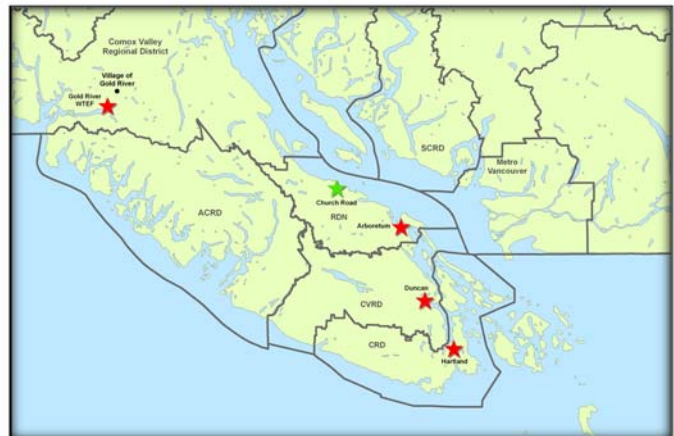 Comox Valley
Regional District
Village of
Gold River
Gold River
WTEF
SCRD
Metro
Vancouver
Church Road
RDN
ACRD
Arboretum
Duncan
CVRD
CRD
Hartland